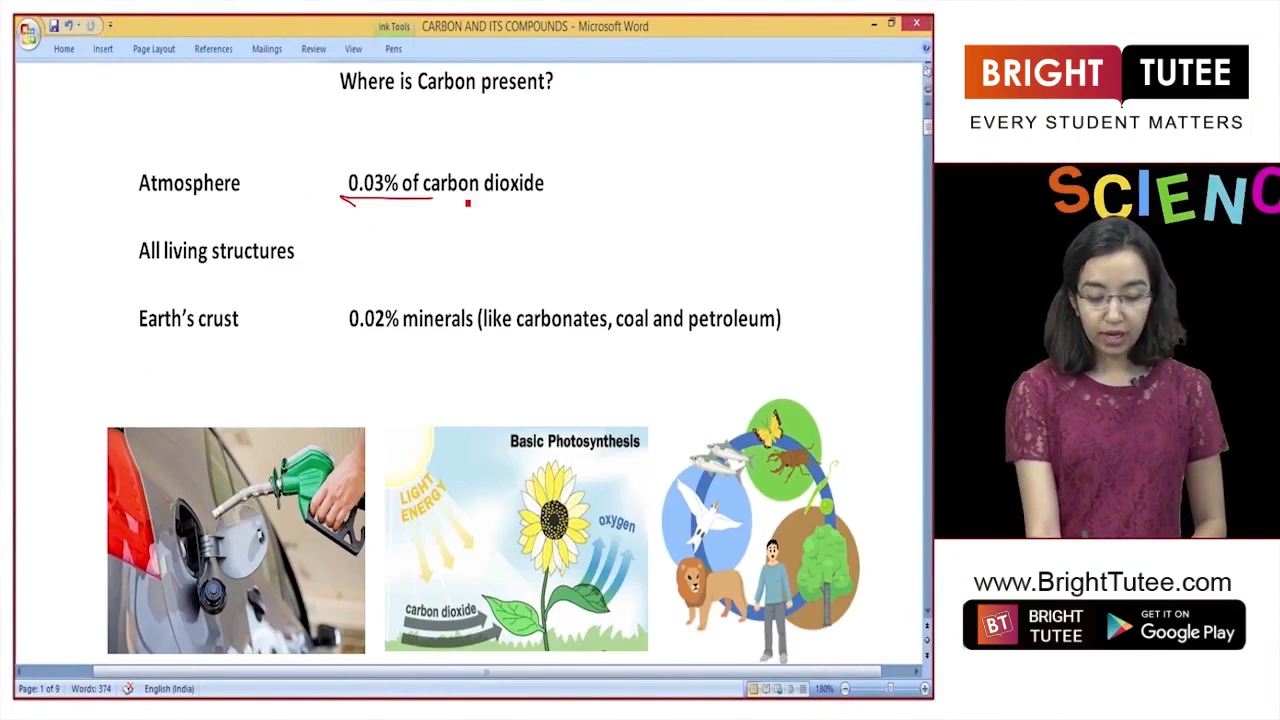 Ink Tools
CARBON AND ITS COMPOUNDS - Microsoft Word
Home Insert Page Layout References Mailings Review View Pens
Where is Carbon present?
Atmosphere 0.03% of carbon dioxide
All living structures
Earth's crust 0.02% minerals (like carbonates, coal and petroleum)
Basic Photosynthesis
LIGHT
ENERGY
oxygen
carbon dioxide
Page: 1 of 9 Words: 374 English (India) 180%
BRIGHT TUTEE
EVERY STUDENT MATTERS
SCIENC
www.BrightTutee.com
BT
BRIGHT
TUTEE
GET IT ON
Google Play